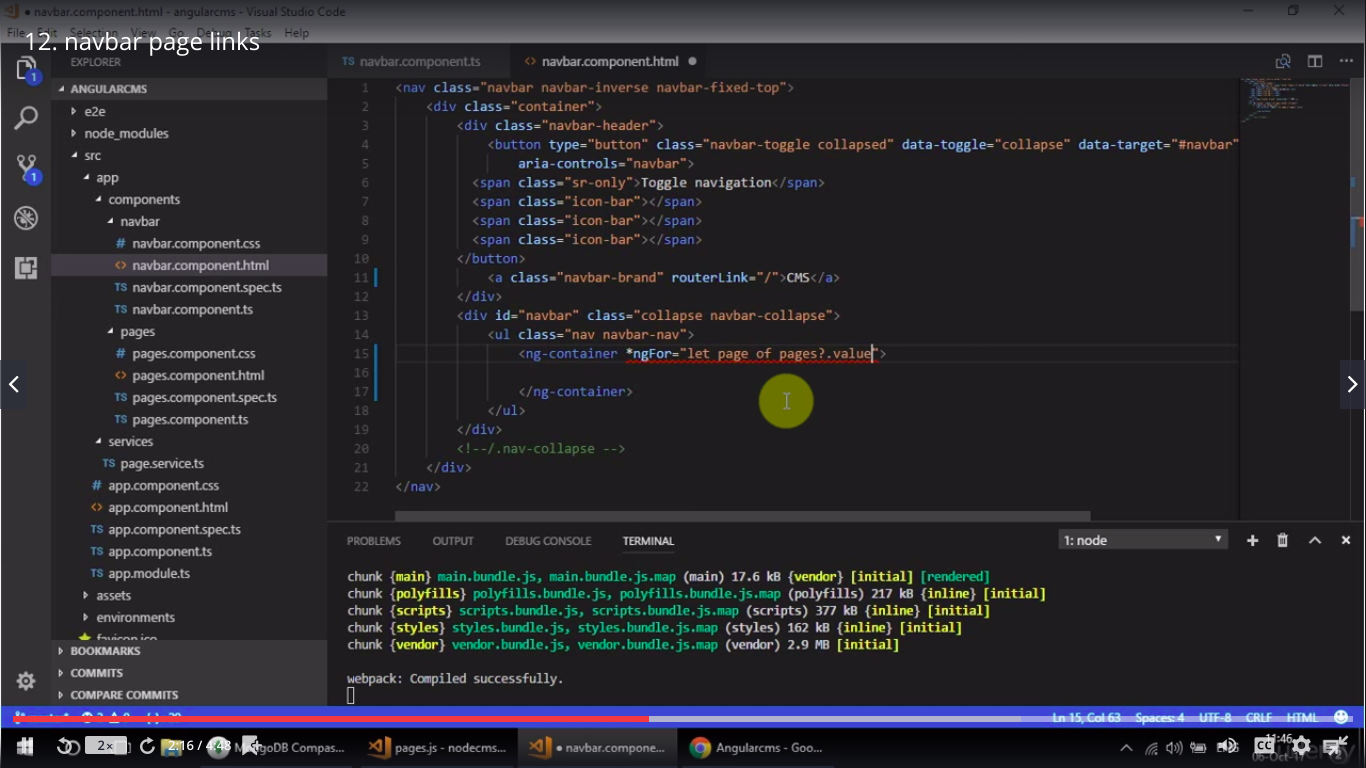 navbar.component.html - angularcms - Visual Studio Code
File Edit Selection View Go Debug Tasks Help
12. navbar page links
EXPLORER
TS navbar.component.ts
<> navbar.component.html
ANGULARCMS
e2e
node_modules
src
app
components
navbar
# navbar.component.css
<> navbar.component.html
TS navbar.component.spec.ts
TS navbar.component.ts
pages
# pages.component.css
<> pages.component.html
TS pages.component.spec.ts
TS pages.component.ts
services
TS page.service.ts
# app.component.css
<> app.component.html
TS app.component.spec.ts
TS app.component.ts
TS app.module.ts
assets
environments
favicon.ico
BOOKMARKS
COMMITS
COMPARE COMMITS
1
1
1 <nav class="navbar navbar-inverse navbar-fixed-top">
2 <div class="container">
3 <div class="navbar-header">
4 <button type="button" class="navbar-toggle collapsed" data-toggle="collapse" data-target="#navbar"
5 aria-controls="navbar">
6 <span class="sr-only">Toggle navigation</span>
7 <span class="icon-bar"></span>
8 <span class="icon-bar"></span>
9 <span class="icon-bar"></span>
10 </button>
11 <a class="navbar-brand" routerLink="/">CMS</a>
12 </div>
13 <div id="navbar" class="collapse navbar-collapse">
14 <ul class="nav navbar-nav">
15 <ng-container *ngFor="let page of pages?.value">
16
17 </ng-container>
18 </ul>
19 </div>
20 <!--/.nav-collapse -->
21 </div>
22 </nav>
PROBLEMS OUTPUT DEBUG CONSOLE TERMINAL
1: node
chunk {main} main.bundle.js, main.bundle.js.map (main) 17.6 kB {vendor} [initial] [rendered]
chunk {polyfills} polyfills.bundle.js, polyfills.bundle.js.map (polyfills) 217 kB {inline} [initial]
chunk {scripts} scripts.bundle.js, scripts.bundle.js.map (scripts) 377 kB {inline} [initial]
chunk {styles} styles.bundle.js, styles.bundle.js.map (styles) 162 kB {inline} [initial]
chunk {vendor} vendor.bundle.js, vendor.bundle.js.map (vendor) 2.9 MB [initial]
webpack: Compiled successfully.
Ln 15, Col 63 Spaces: 4 UTF-8 CRLF HTML
2x
2:16 / 4:48
pages.js - nodecms...
navbar.compone...
Angularcms - Goo...
CC
11:46